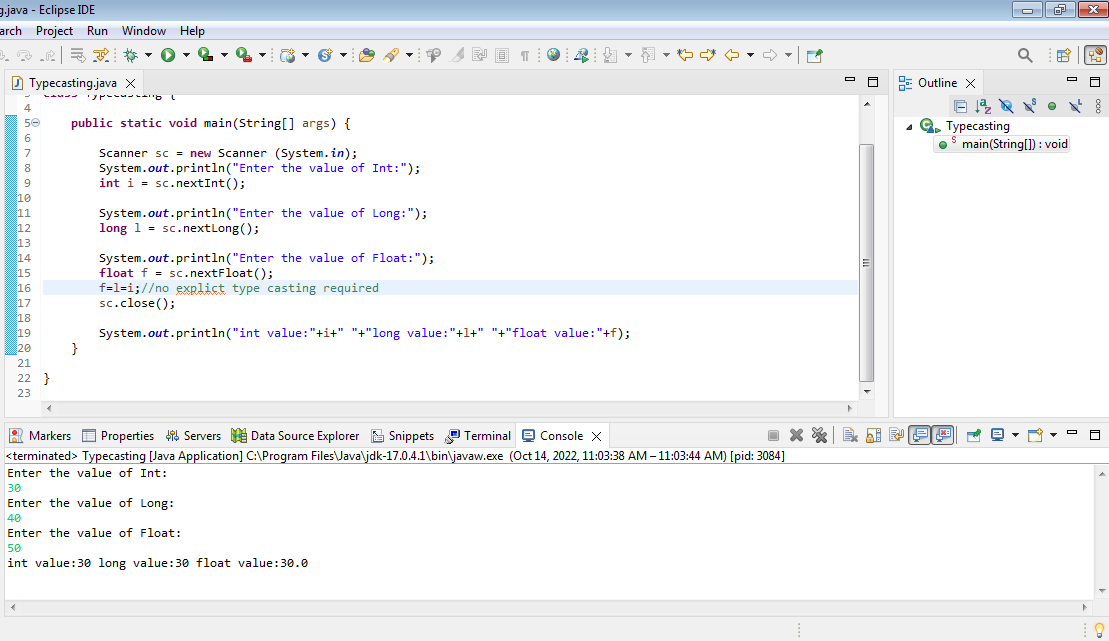 g.java - Eclipse IDE
arch Project Run Window Help
Typecasting.java
3 class Typecasting {
4
5 public static void main(String[] args) {
6
7 Scanner sc = new Scanner (System.in);
8 System.out.println("Enter the value of Int:");
9 int i = sc.nextInt();
10
11 System.out.println("Enter the value of Long:");
12 long l = sc.nextLong();
13
14 System.out.println("Enter the value of Float:");
15 float f = sc.nextFloat();
16 f=l=i;//no explict type casting required
17 sc.close();
18
19 System.out.println("int value:"+i+" "+"long value:"+l+" "+"float value:"+f);
20 }
21
22 }
23
Outline
Typecasting
S main(String[]) : void
Markers Properties Servers Data Source Explorer Snippets Terminal Console
<terminated> Typecasting [Java Application] C:\Program Files\Java\jdk-17.0.4.1\bin\javaw.exe (Oct 14, 2022, 11:03:38 AM – 11:03:44 AM) [pid: 3084]
Enter the value of Int:
30
Enter the value of Long:
40
Enter the value of Float:
50
int value:30 long value:30 float value:30.0